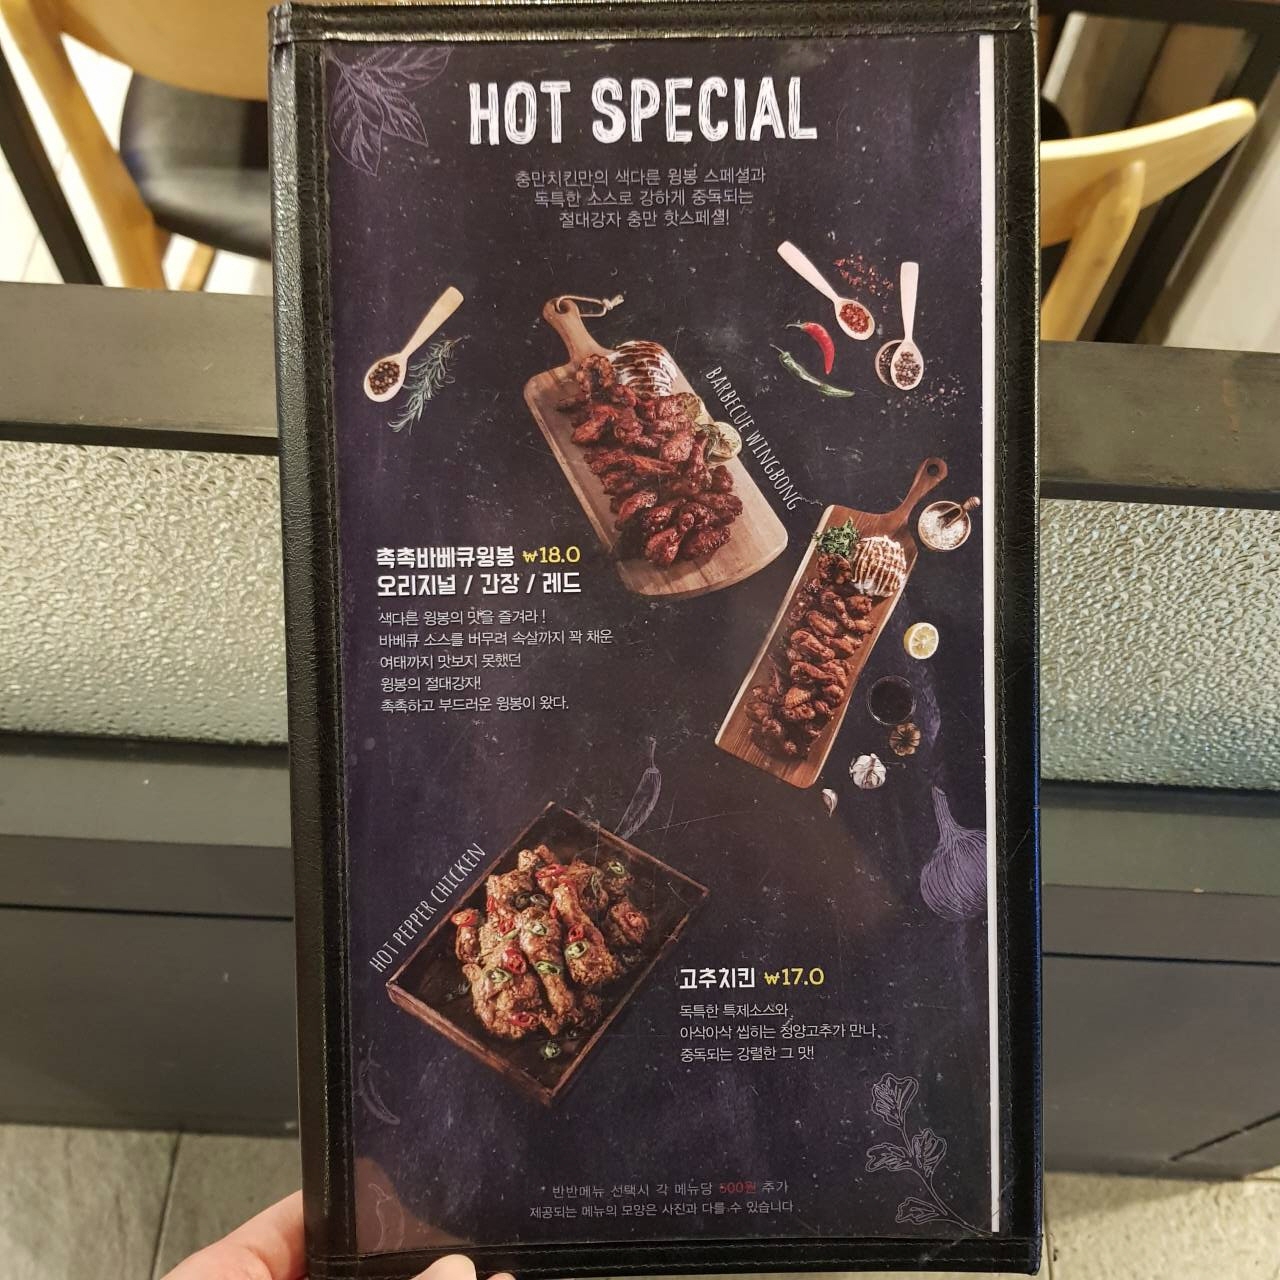 HOT SPECIAL
충만치킨만의 색다른 윙봉 스페셜과
독특한 소스로 강하게 중독되는
절대강자 충만 핫스페셜!
BARBECUE WINGBONG
촉촉바베큐윙봉 ₩18.0
오리지널 / 간장 / 레드
색다른 윙봉의 맛을 즐겨라 !
바베큐 소스를 버무려 속살까지 꽉 채운
여태까지 맛보지 못했던
윙봉의 절대강자!
촉촉하고 부드러운 윙봉이 왔다.
HOT PEPPER CHICKEN
고추치킨 ₩17.0
독특한 특제소스와,
아삭아삭 씹히는 청양고추가 만나,
중독되는 강렬한 그 맛!
반반메뉴 선택시 각 메뉴당 500원 추가
제공되는 메뉴의 모양은 사진과 다를 수 있습니다.